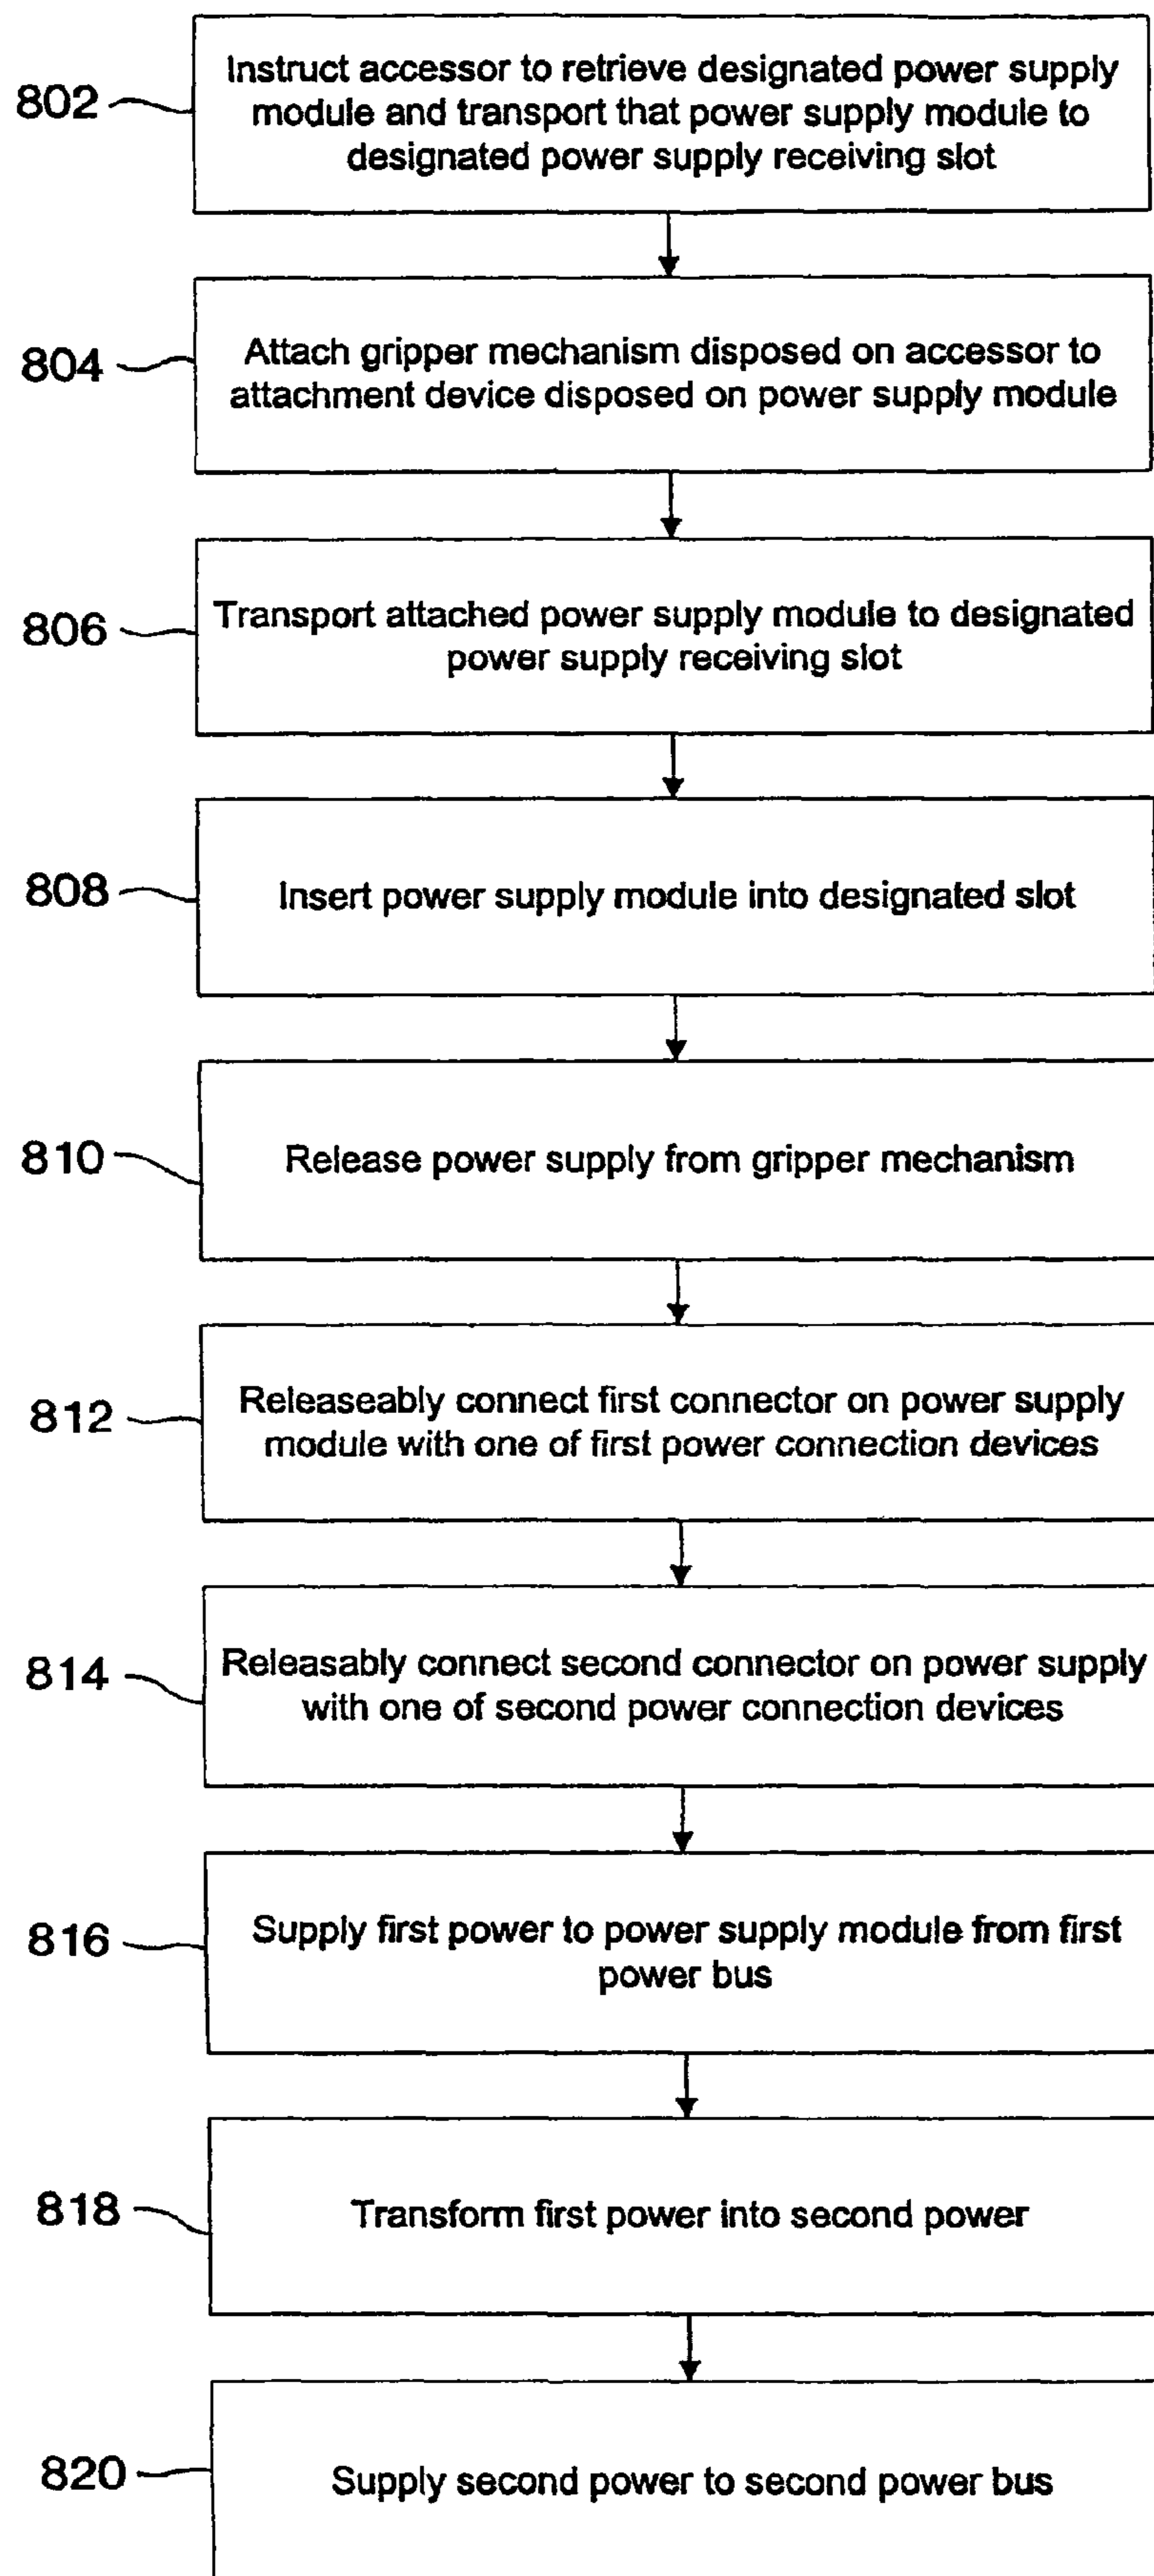 802
Instruct accessor to retrieve designated power supply
module and transport that power supply module to
designated power supply receiving slot
804
Attach gripper mechanism disposed on accessor to
attachment device disposed on power supply module
806
Transport attached power supply module to designated
power supply receiving slot
808
Insert power supply module into designated slot
810
Release power supply from gripper mechanism
812
Releaseably connect first connector on power supply
module with one of first power connection devices
814
Releasably connect second connector on power supply
with one of second power connection devices
816
Supply first power to power supply module from first
power bus
818
Transform first power into second power
820
Supply second power to second power bus